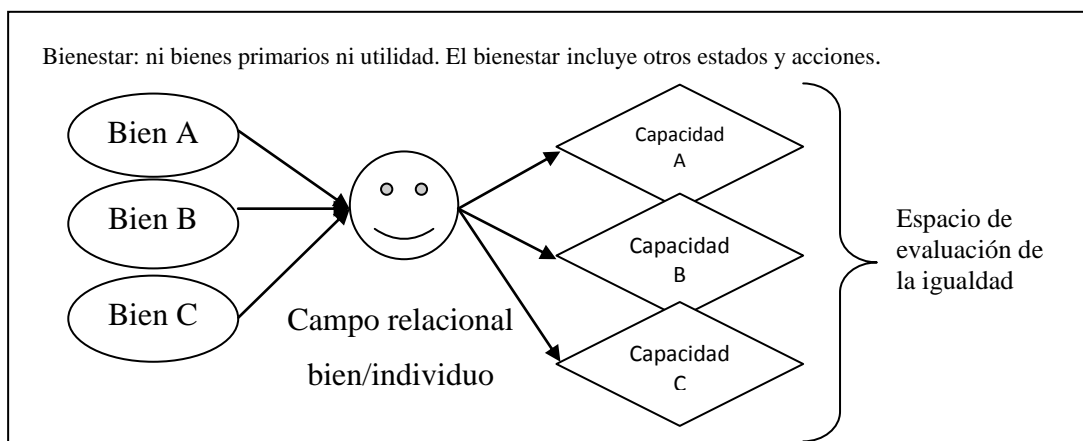 Bienestar: ni bienes primarios ni utilidad. El bienestar incluye otros estados y acciones.
Bien A
Bien B
Bien C
Campo relacional
bien/individuo
Capacidad
A
Capacidad
B
Capacidad
C
Espacio de
evaluación de
la igualdad